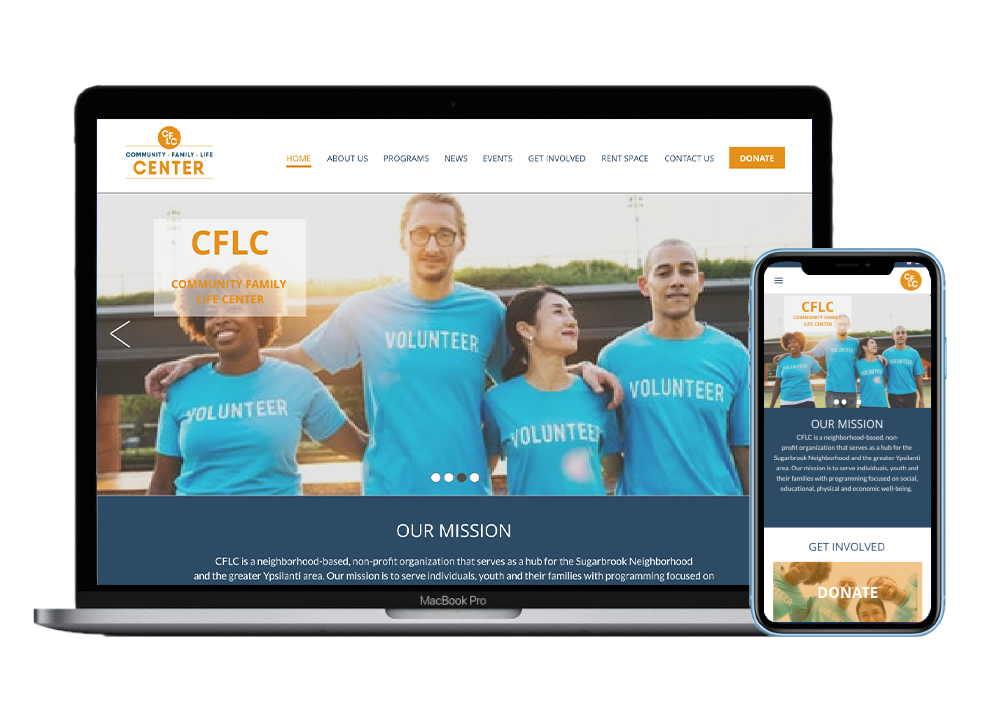 CF
LC
COMMUNITY · FAMILY · LIFE
CENTER
HOME ABOUT US PROGRAMS NEWS EVENTS GET INVOLVED RENT SPACE CONTACT US DONATE
CFLC
COMMUNITY FAMILY
LIFE CENTER
VOLUNTEER
VOLUNTEER
VOLUNTEER
VOLUNTEER
OUR MISSION
CFLC is a neighborhood-based, non-profit organization that serves as a hub for the Sugarbrook Neighborhood
and the greater Ypsilanti area. Our mission is to serve individuals, youth and their families with programming focused on
MacBook Pro
CF
LC
CFLC
COMMUNITY FAMILY
LIFE CENTER
VOLUNTEER
VOLUNTEER
VOLUNTEER
VOLUNTEER
OUR MISSION
CFLC is a neighborhood-based, non-
profit organization that serves as a hub for the
Sugarbrook Neighborhood and the greater Ypsilanti
area. Our mission is to serve individuals, youth and
their families with programming focused on social,
educational, physical and economic well-being.
GET INVOLVED
DONATE